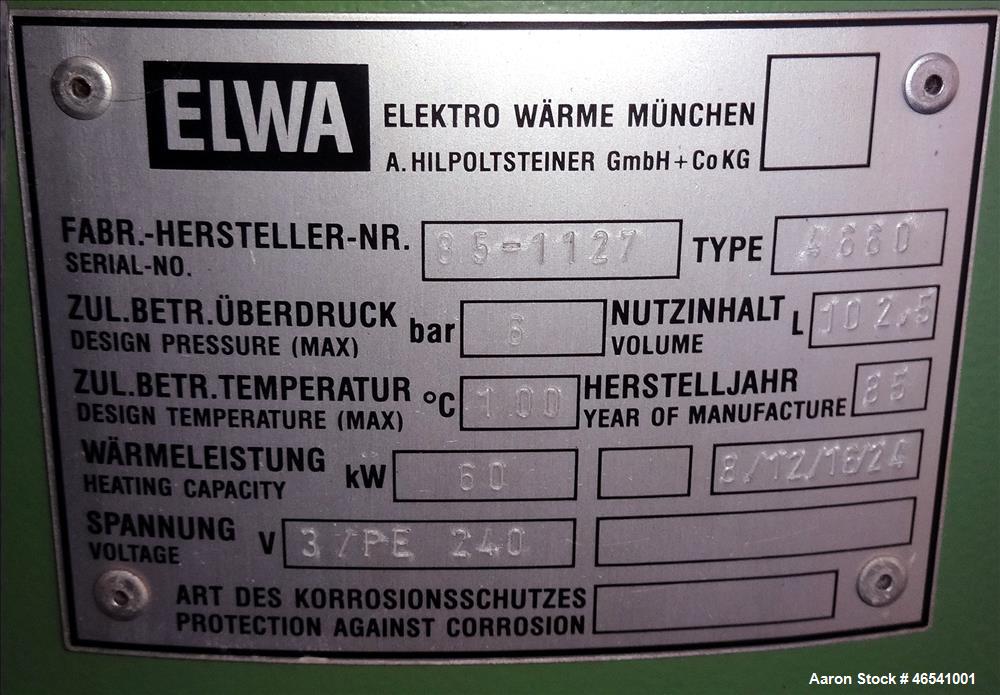 ELWA ELEKTRO WÄRME MÜNCHEN
A. HILPOLTSTEINER GmbH + Co KG
FABR.-HERSTELLER-NR. 85-1127 TYPE 4660
SERIAL-NO.
ZUL.BETR.ÜBERDRUCK bar 6 NUTZINHALT L 102,5
DESIGN PRESSURE (MAX) VOLUME
ZUL.BETR.TEMPERATUR °C 100 HERSTELLJAHR 85
DESIGN TEMPERATURE (MAX) YEAR OF MANUFACTURE
WÄRMELEISTUNG kW 60 8/12/16/24
HEATING CAPACITY
SPANNUNG V 3/PE 240
VOLTAGE
ART DES KORROSIONSSCHUTZES
PROTECTION AGAINST CORROSION
Aaron Stock # 46541001